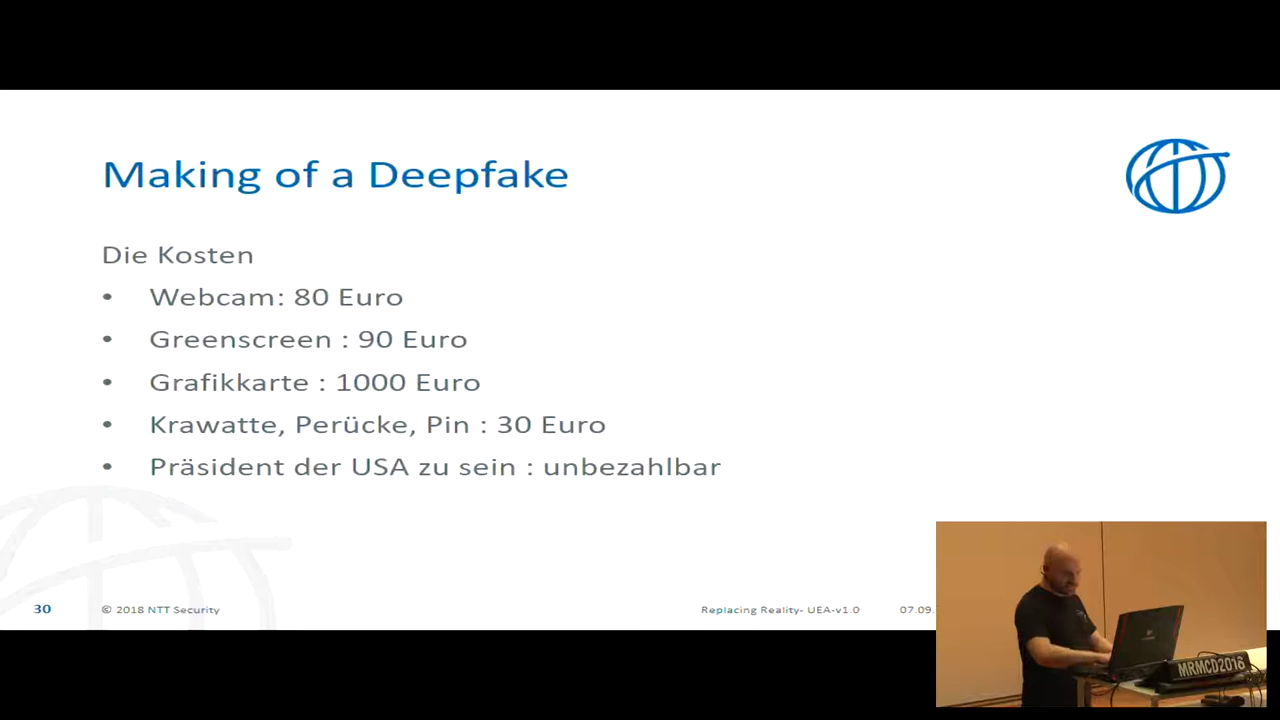 Making of a Deepfake
Die Kosten
• Webcam: 80 Euro
• Greenscreen : 90 Euro
• Grafikkarte : 1000 Euro
• Krawatte, Perücke, Pin : 30 Euro
• Präsident der USA zu sein : unbezahlbar
30 © 2018 NTT Security Replacing Reality- UEA-v1.0 07.09.
MRMCD2016